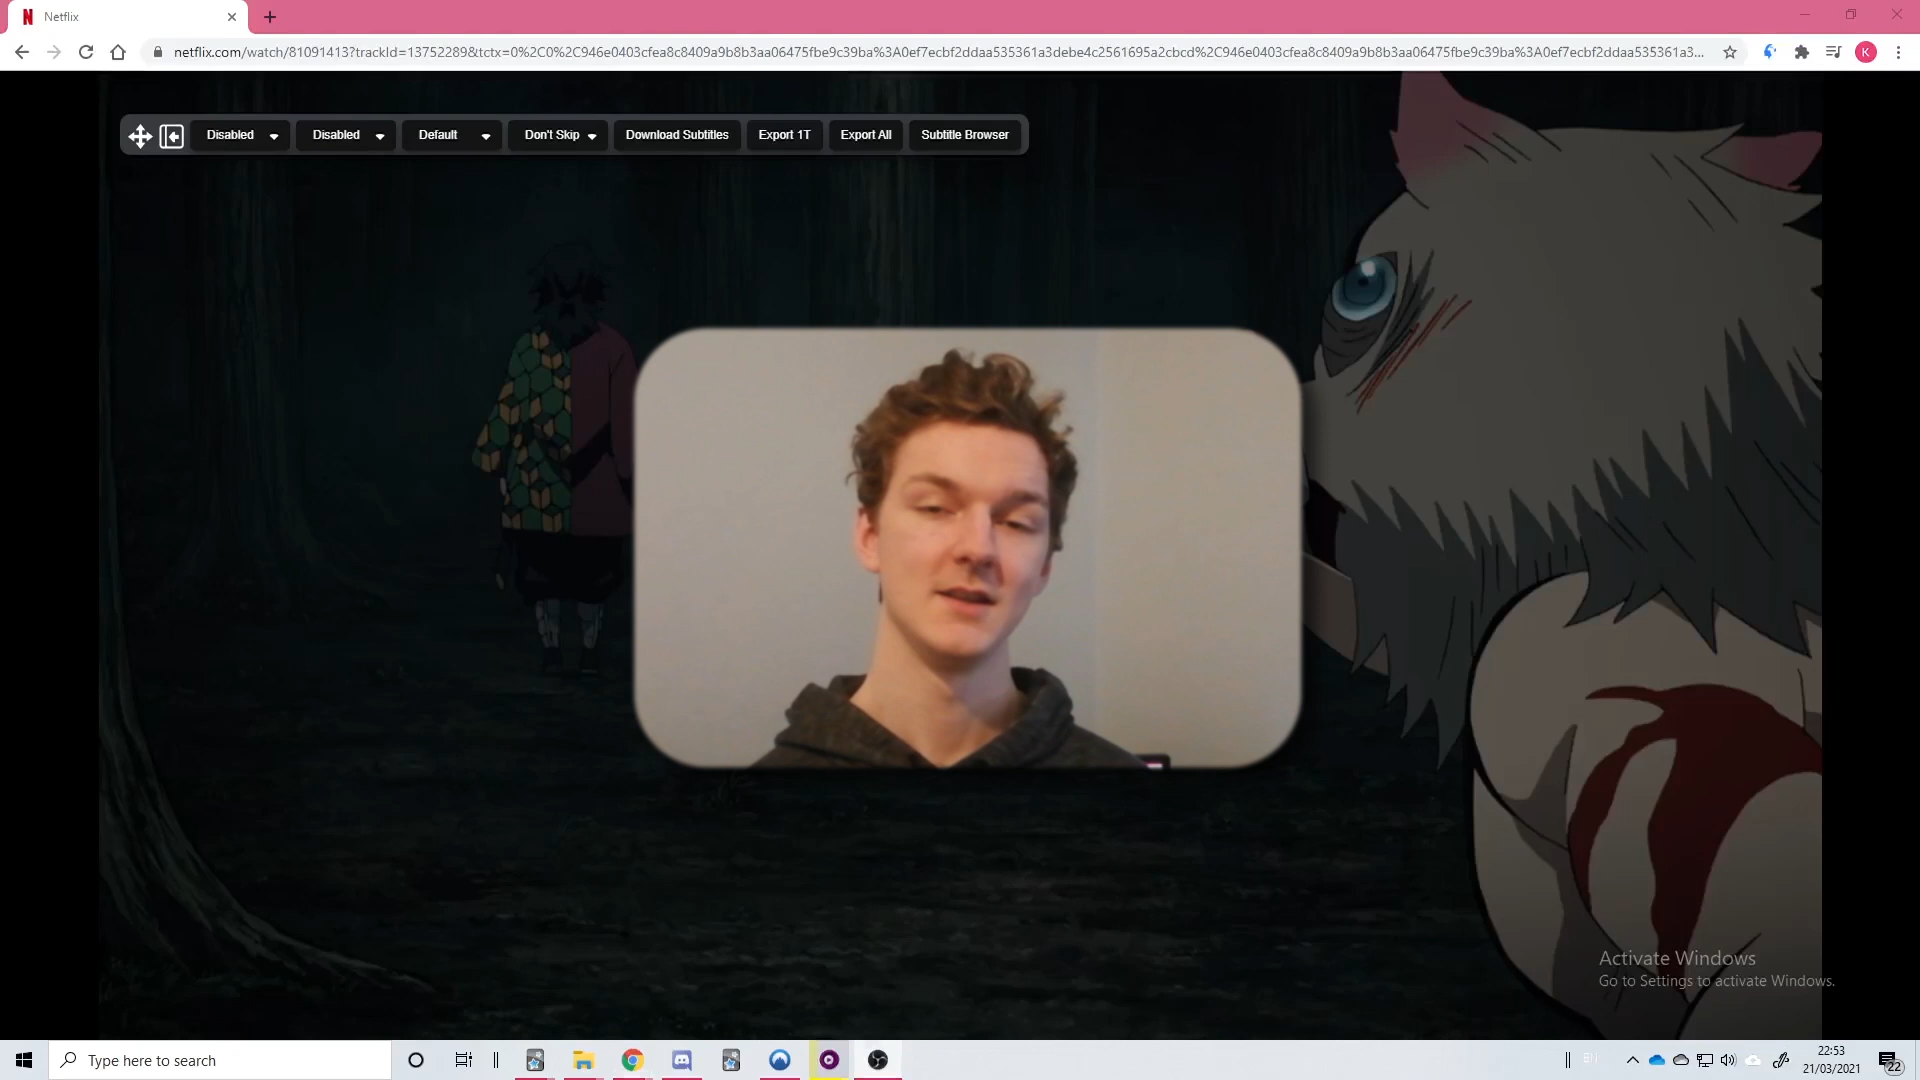 Netflix
netflix.com/watch/81091413?trackId=13752289&tctx=0%2C0%2C946e0403cfea8c8409a9b8b3aa06475fbe9c39ba%3A0ef7ecbf2ddaa535361a3debe4c2561695a2cbcd%2C946e0403cfea8c8409a9b8b3aa06475fbe9c39ba%3A0ef7ecbf2ddaa535361a3...
K
Disabled Disabled Default Don't Skip Download Subtitles Export 1T Export All Subtitle Browser
Activate Windows
Go to Settings to activate Windows.
Type here to search
EN
22:53
21/03/2021
22